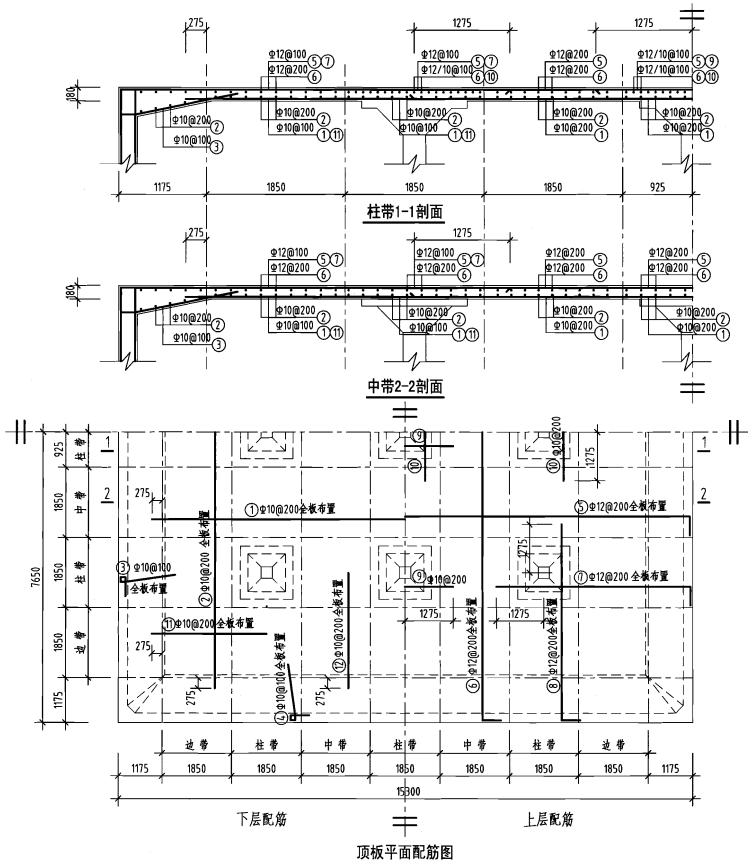 275 1275 1275
Φ12@100 ⑤⑦ Φ12@100 ⑤⑦ Φ12@200 ⑤ Φ12/10@100 ⑤⑨
Φ12@200 ⑥ Φ12/10@100 ⑥⑩ Φ12@200 ⑥ Φ12/10@100 ⑥⑩
180
Φ10@200 ② Φ10@200 ② Φ10@200 ② Φ10@200 ② Φ10@200 ②
Φ10@100 ③ Φ10@100 ①⑪ Φ10@100 ①⑪ Φ10@200 ① Φ10@200 ①
1175 1850 1850 1850 925
柱带1-1剖面
275 1275
Φ12@100 ⑤⑦ Φ12@100 ⑤⑦ Φ12@200 ⑤ Φ12@200 ⑤
Φ12@200 ⑥ Φ12@200 ⑥ Φ12@200 ⑥ Φ12@200 ⑥
180
Φ10@200 ② Φ10@200 ② Φ10@200 ② Φ10@200 ② Φ10@200 ②
Φ10@100 ③ Φ10@100 ①⑪ Φ10@100 ①⑪ Φ10@200 ① Φ10@200 ①
中带2-2剖面
7650
925 1850 1850 1850 1175
柱带 中带 柱带 边带
1 1
2 2
⑨ ⑩ ⑩Φ10@200 1275
275 ①Φ10@200全板布置 ⑤Φ12@200全板布置
②Φ10@200 全板布置
1275
③Φ10@100 全板布置
⑨Φ10@200 ⑦Φ12@200 全板布置
1275 1275
⑪Φ10@200全板布置
275
④Φ10@100全板布置
⑫Φ10@200全板布置
⑥Φ12@200全板布置
⑧Φ12@200全板布置
275 275
边带 柱带 中带 柱带 中带 柱带 边带
1175 1850 1850 1850 1850 1850 1850 1850 1175
15300
下层配筋 上层配筋
顶板平面配筋图